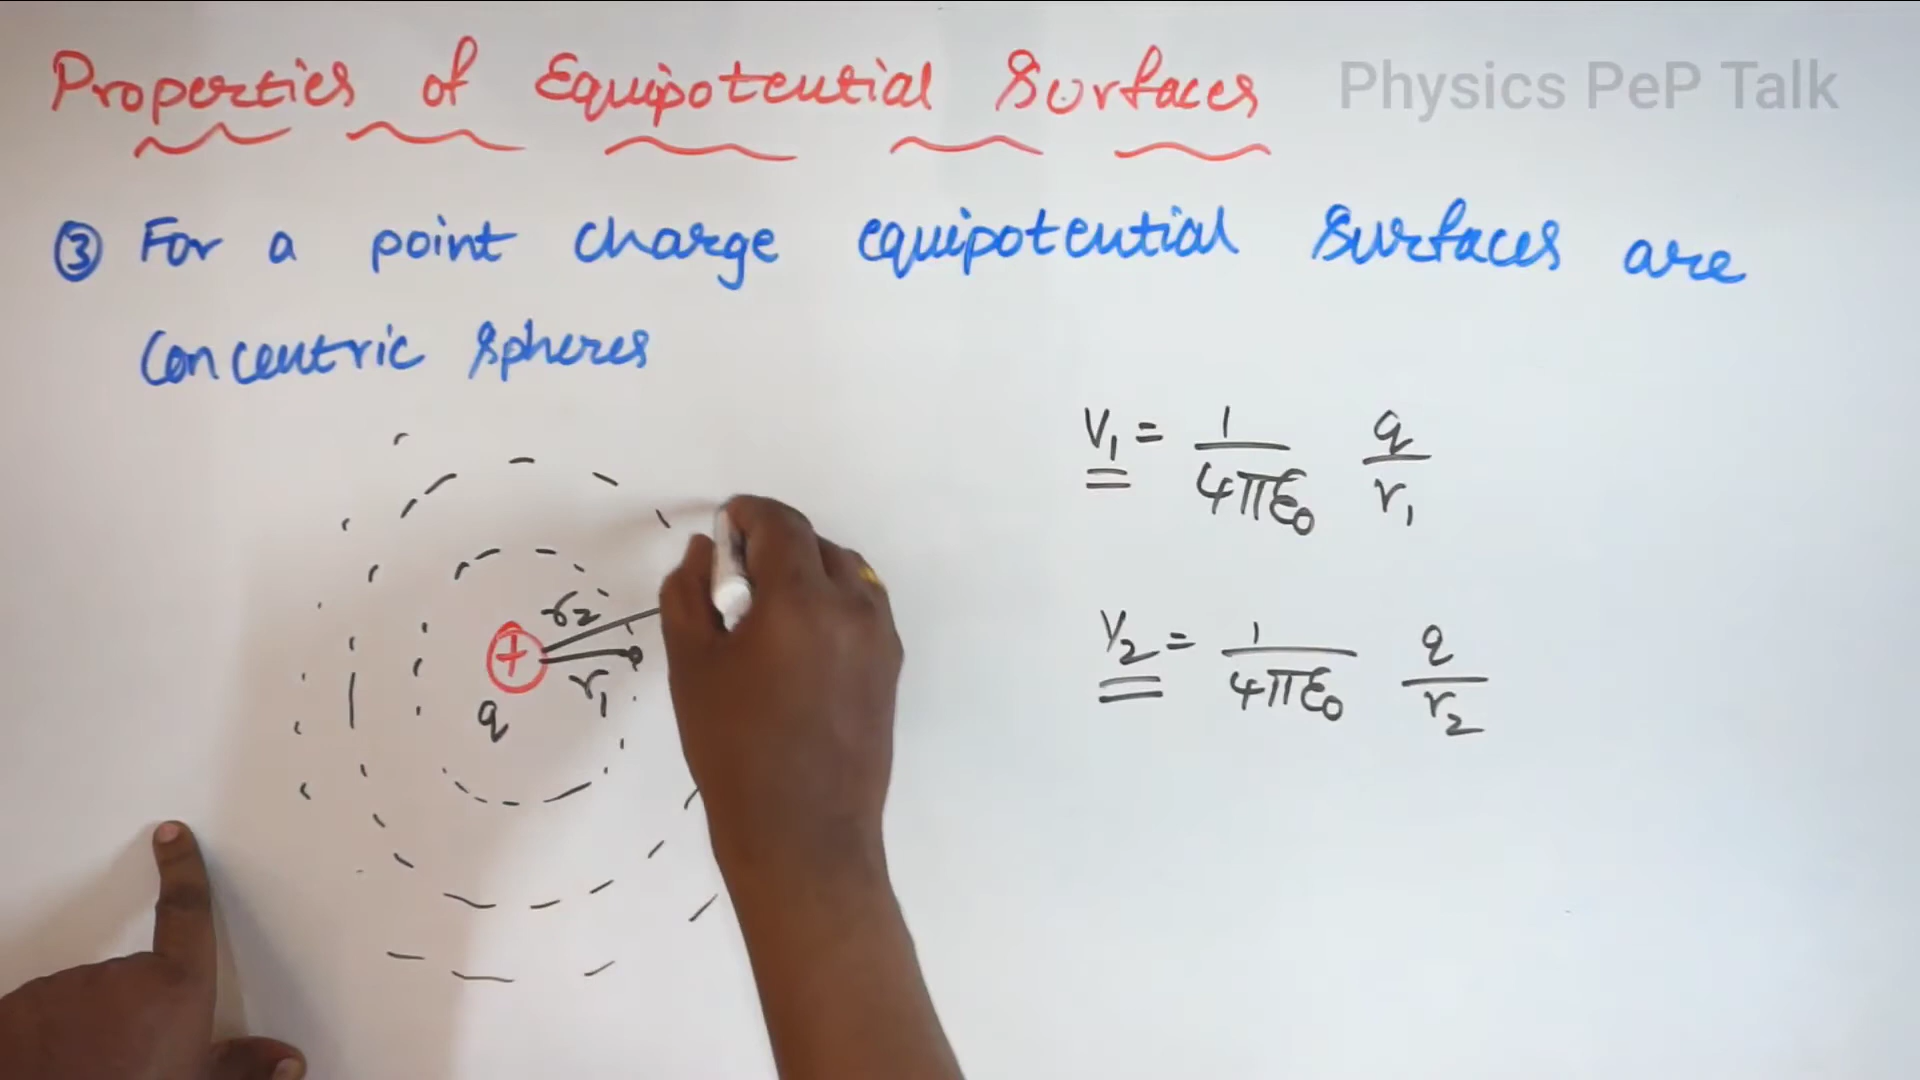 Properties of Equipotential Surfaces
Physics PeP Talk
③ For a point charge equipotential surfaces are
concentric spheres
V₁ = 1/4πε₀ q/r₁
V₂ = 1/4πε₀ q/r₂
r₂
+
r₁
q